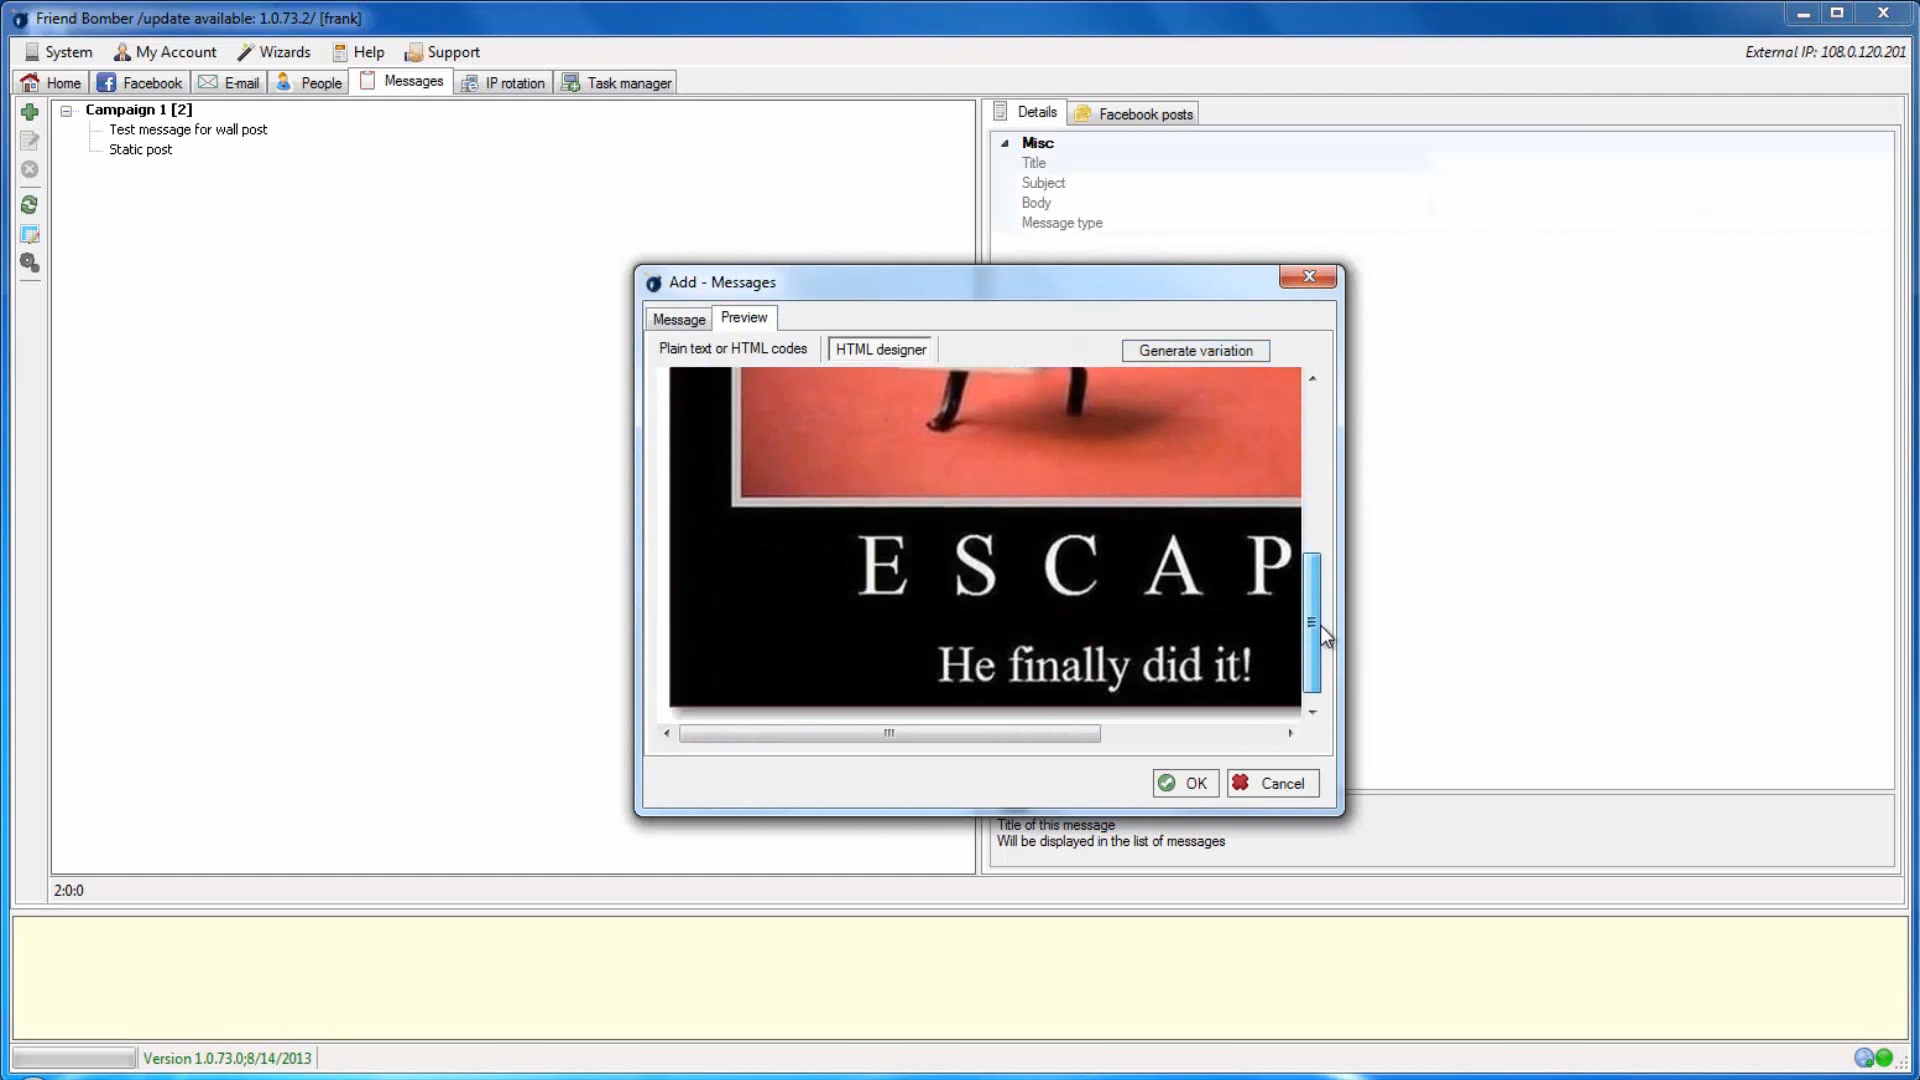 Friend Bomber /update available: 1.0.73.2/ [frank]
System My Account Wizards Help Support External IP: 108.0.120.201
Home Facebook E-mail People Messages IP rotation Task manager
Campaign 1 [2]
Test message for wall post
Static post
Details Facebook posts
Misc
Title
Subject
Body
Message type
Add - Messages
Message Preview
Plain text or HTML codes HTML designer Generate variation
E S C A P
He finally did it!
OK Cancel
Title of this message
Will be displayed in the list of messages
2:0:0
Version 1.0.73.0;8/14/2013